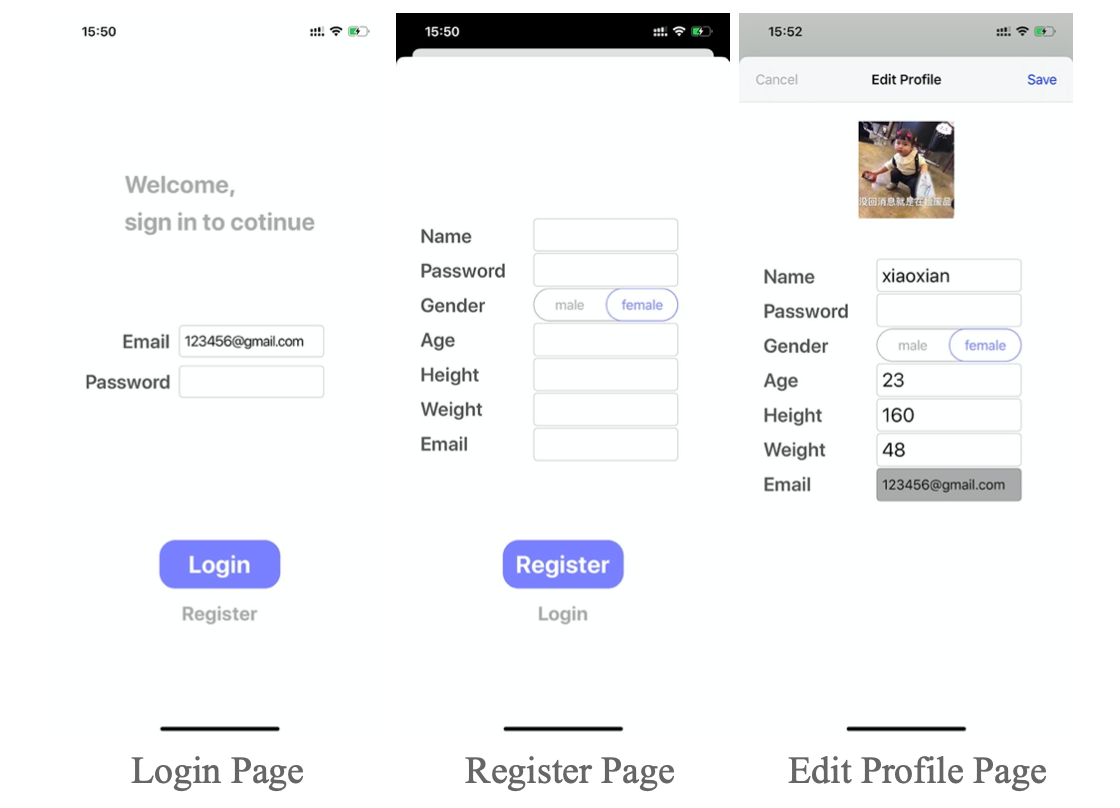 15:50
Welcome,
sign in to cotinue
Email 123456@gmail.com
Password
Login
Register
Login Page
15:50
Name
Password
Gender male female
Age
Height
Weight
Email
Register
Login
Register Page
15:52
Cancel Edit Profile Save
没回消息就是在捡废品
Name xiaoxian
Password
Gender male female
Age 23
Height 160
Weight 48
Email 123456@gmail.com
Edit Profile Page